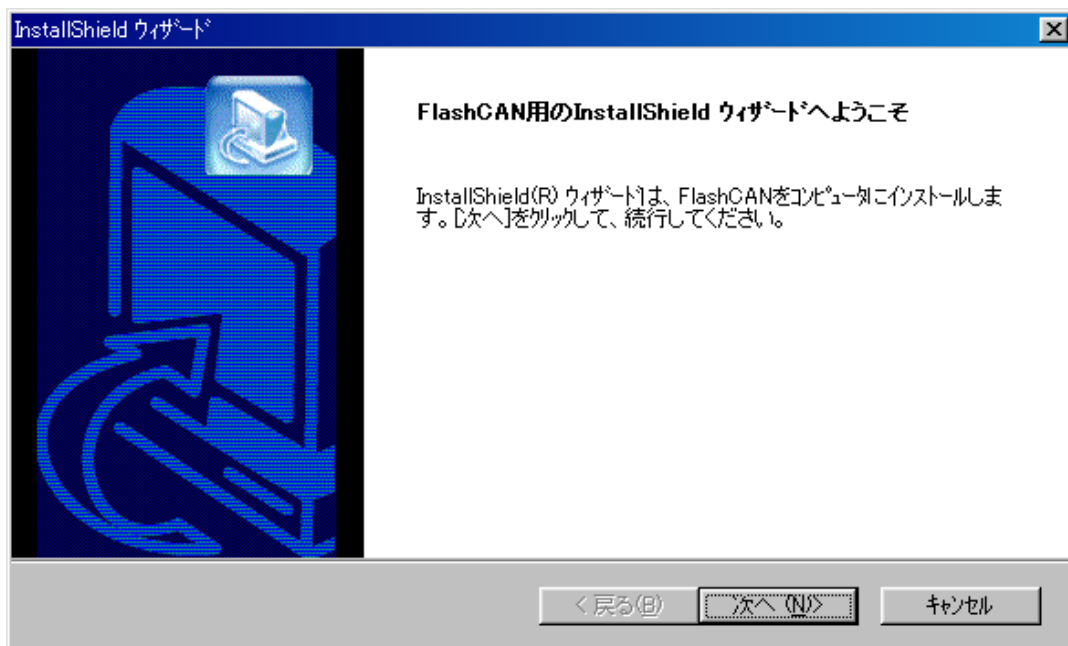 InstallShield ウィザード
FlashCAN用のInstallShield ウィザードへようこそ
InstallShield(R) ウィザードは、FlashCANをコンピュータにインストールしま
す。[次へ]をクリックして、続行してください。
< 戻る(B)
次へ (N)>
キャンセル